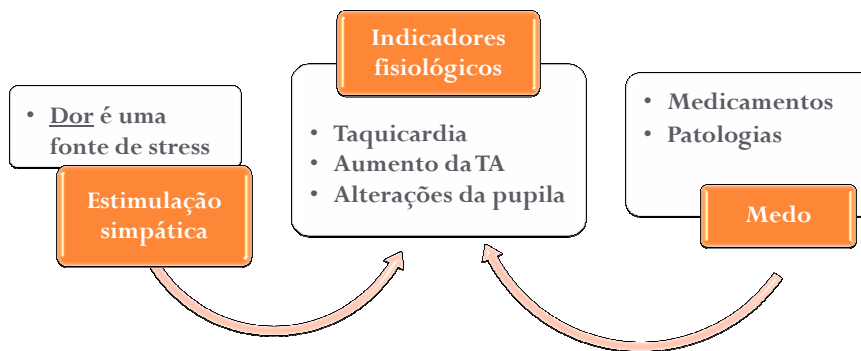 • Dor é uma
fonte de stress
Estimulação
simpática
Indicadores
fisiológicos
• Taquicardia
• Aumento da TA
• Alterações da pupila
• Medicamentos
• Patologias
Medo